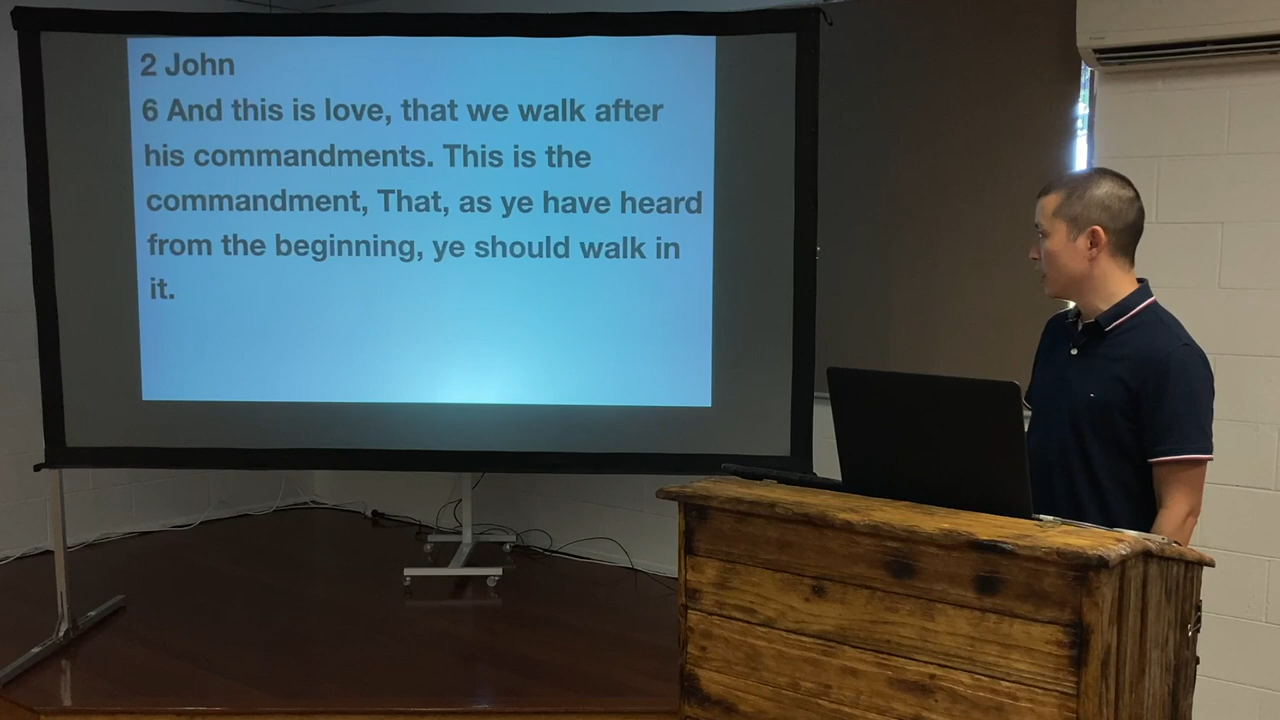 2 John
6 And this is love, that we walk after
his commandments. This is the
commandment, That, as ye have heard
from the beginning, ye should walk in
it.